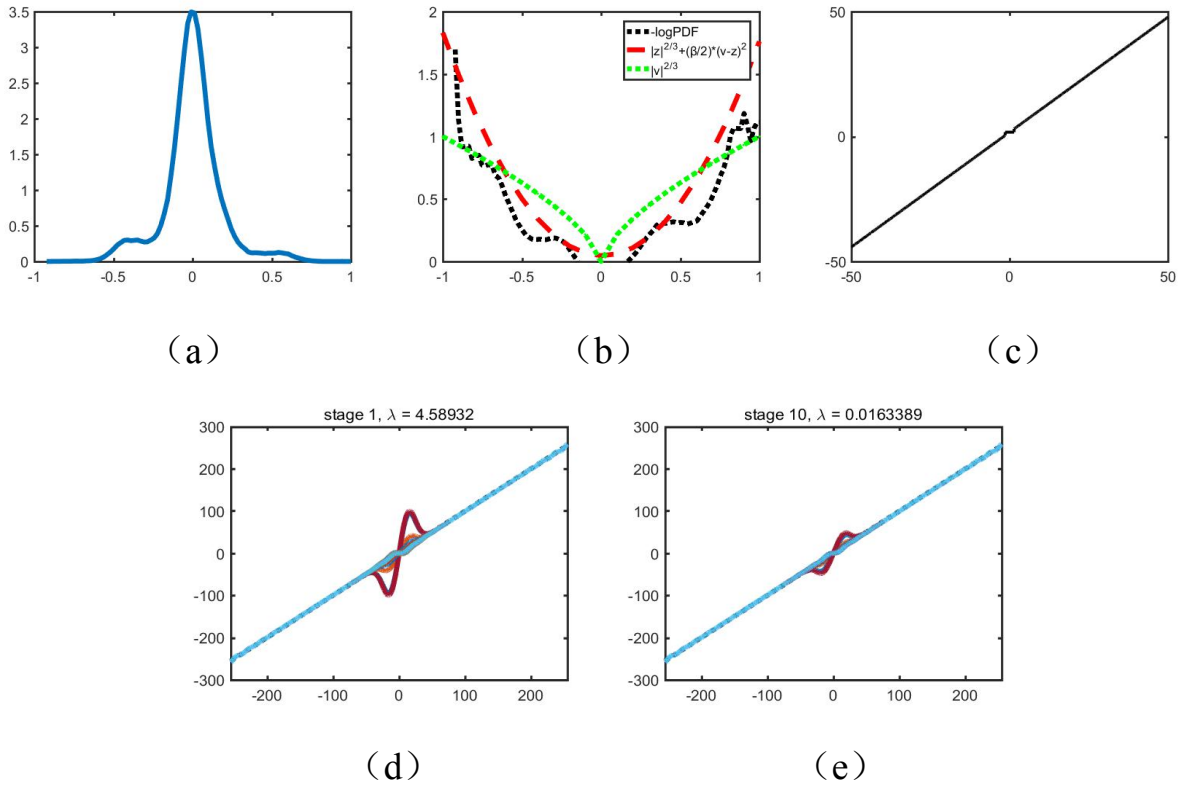 3.5
3
2.5
2
1.5
1
0.5
0
-1 -0.5 0 0.5 1
（a）
2
1.5
1
0.5
0
-1 -0.5 0 0.5 1
-logPDF
|z|^{2/3}+(β/2)*(v-z)^2
|v|^{2/3}
（b）
50
0
-50
-50 0 50
（c）
stage 1, λ = 4.58932
300
200
100
0
-100
-200
-300
-200 -100 0 100 200
（d）
stage 10, λ = 0.0163389
300
200
100
0
-100
-200
-300
-200 -100 0 100 200
（e）